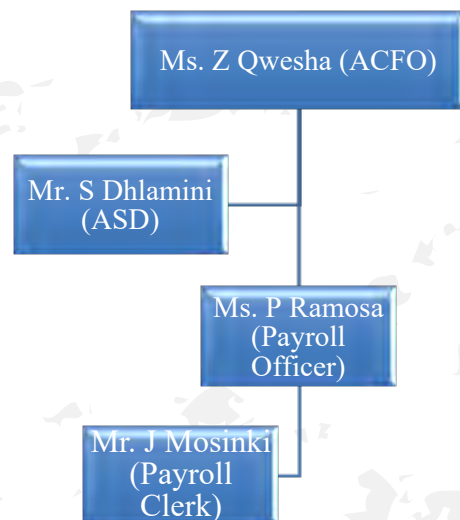 Ms. Z Qwesha (ACFO)
Mr. S Dhlamini
(ASD)
Ms. P Ramosa
(Payroll
Officer)
Mr. J Mosinki
(Payroll
Clerk)